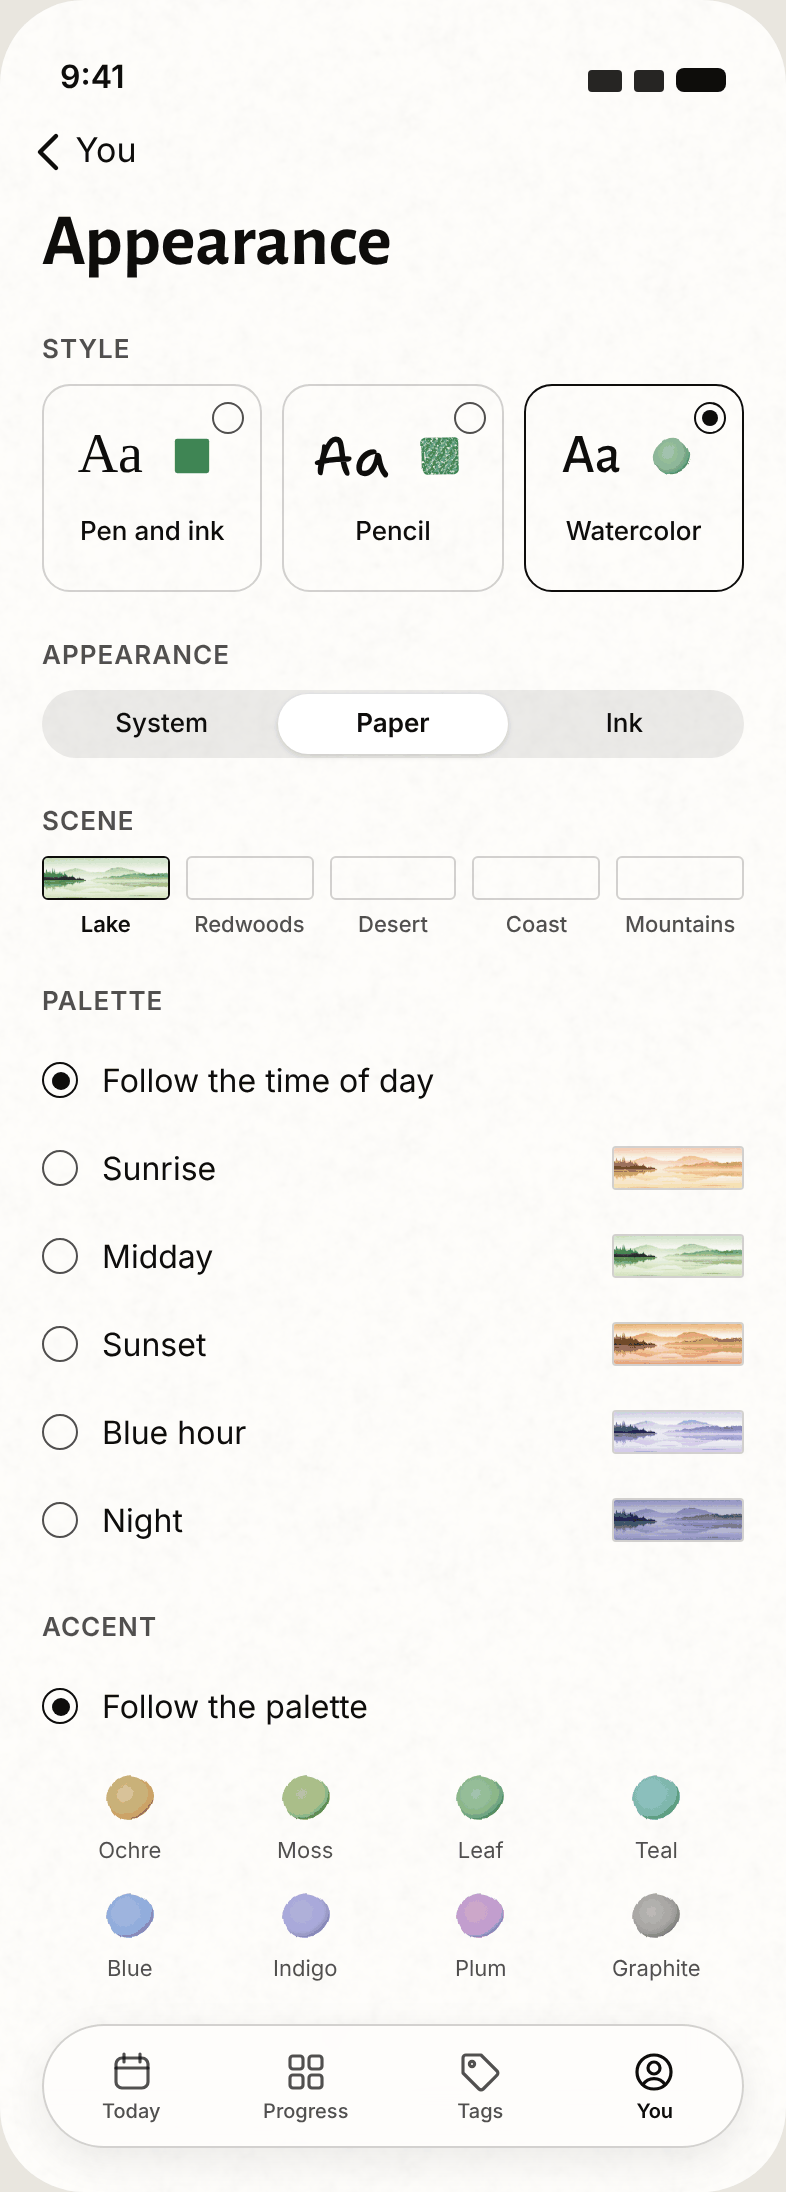 9:41
You
Appearance
STYLE
Aa Aa Aa
Pen and ink Pencil Watercolor
APPEARANCE
System Paper Ink
SCENE
Lake Redwoods Desert Coast Mountains
PALETTE
Follow the time of day
Sunrise
Midday
Sunset
Blue hour
Night
ACCENT
Follow the palette
Ochre Moss Leaf Teal
Blue Indigo Plum Graphite
Today Progress Tags You